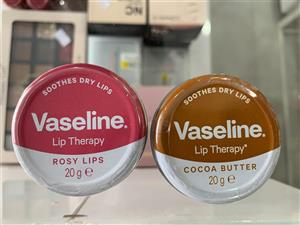 SOOTHES DRY LIPS
Vaseline.
Lip Therapy
ROSY LIPS
20 g e
SOOTHES DRY LIPS
Vaseline.
Lip Therapy*
COCOA BUTTER
20 g e